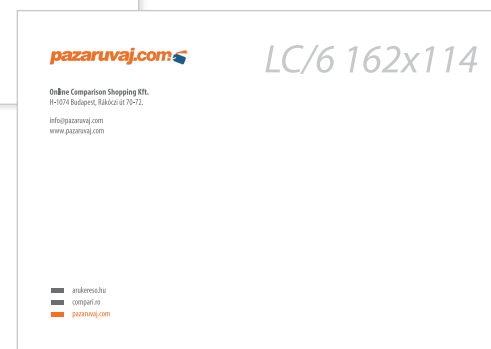 pazaruvaj.com
LC/6 162x114
Online Comparison Shopping Kft.
H-1074 Budapest, Rákóczi út 70-72.
info@pazaruvaj.com
www.pazaruvaj.com
arukereso.hu
compari.ro
pazaruvaj.com